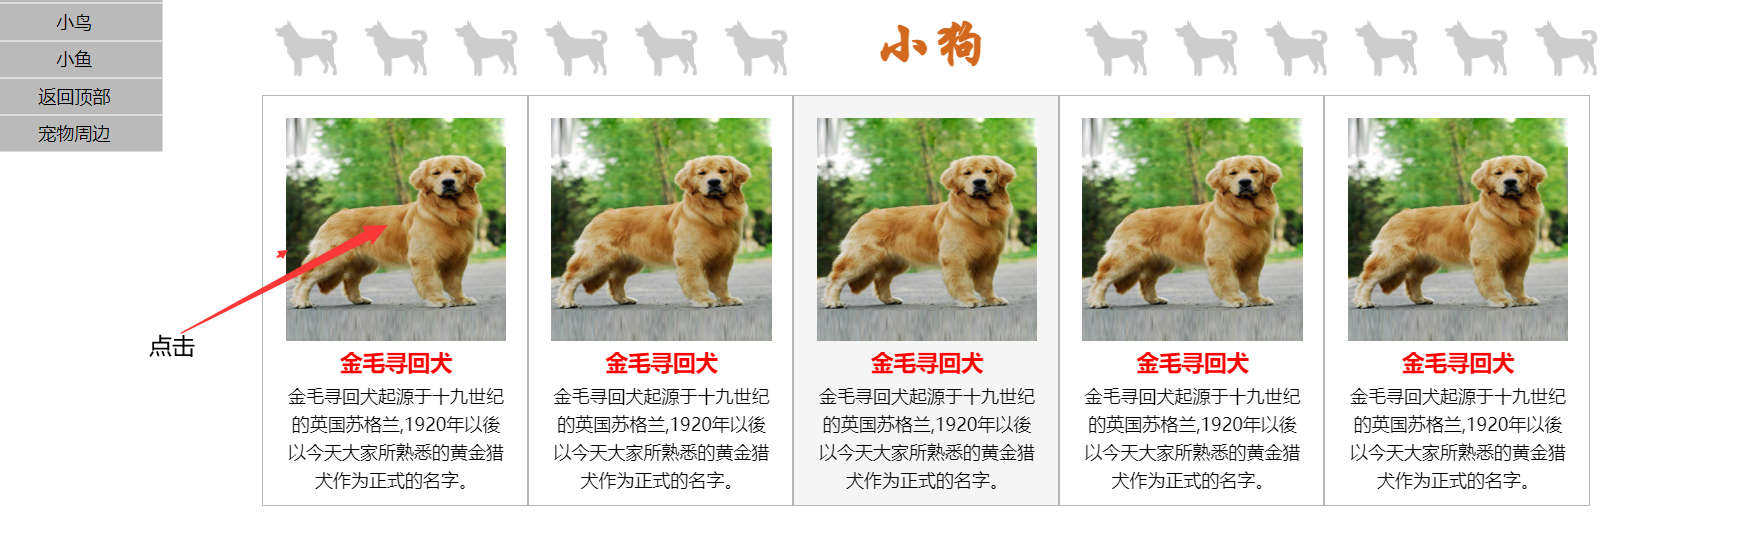 小鸟
小鱼
返回顶部
宠物周边
小狗
点击
金毛寻回犬
金毛寻回犬起源于十九世纪
的英国苏格兰,1920年以後
以今天大家所熟悉的黄金猎
犬作为正式的名字。
金毛寻回犬
金毛寻回犬起源于十九世纪
的英国苏格兰,1920年以後
以今天大家所熟悉的黄金猎
犬作为正式的名字。
金毛寻回犬
金毛寻回犬起源于十九世纪
的英国苏格兰,1920年以後
以今天大家所熟悉的黄金猎
犬作为正式的名字。
金毛寻回犬
金毛寻回犬起源于十九世纪
的英国苏格兰,1920年以後
以今天大家所熟悉的黄金猎
犬作为正式的名字。
金毛寻回犬
金毛寻回犬起源于十九世纪
的英国苏格兰,1920年以後
以今天大家所熟悉的黄金猎
犬作为正式的名字。